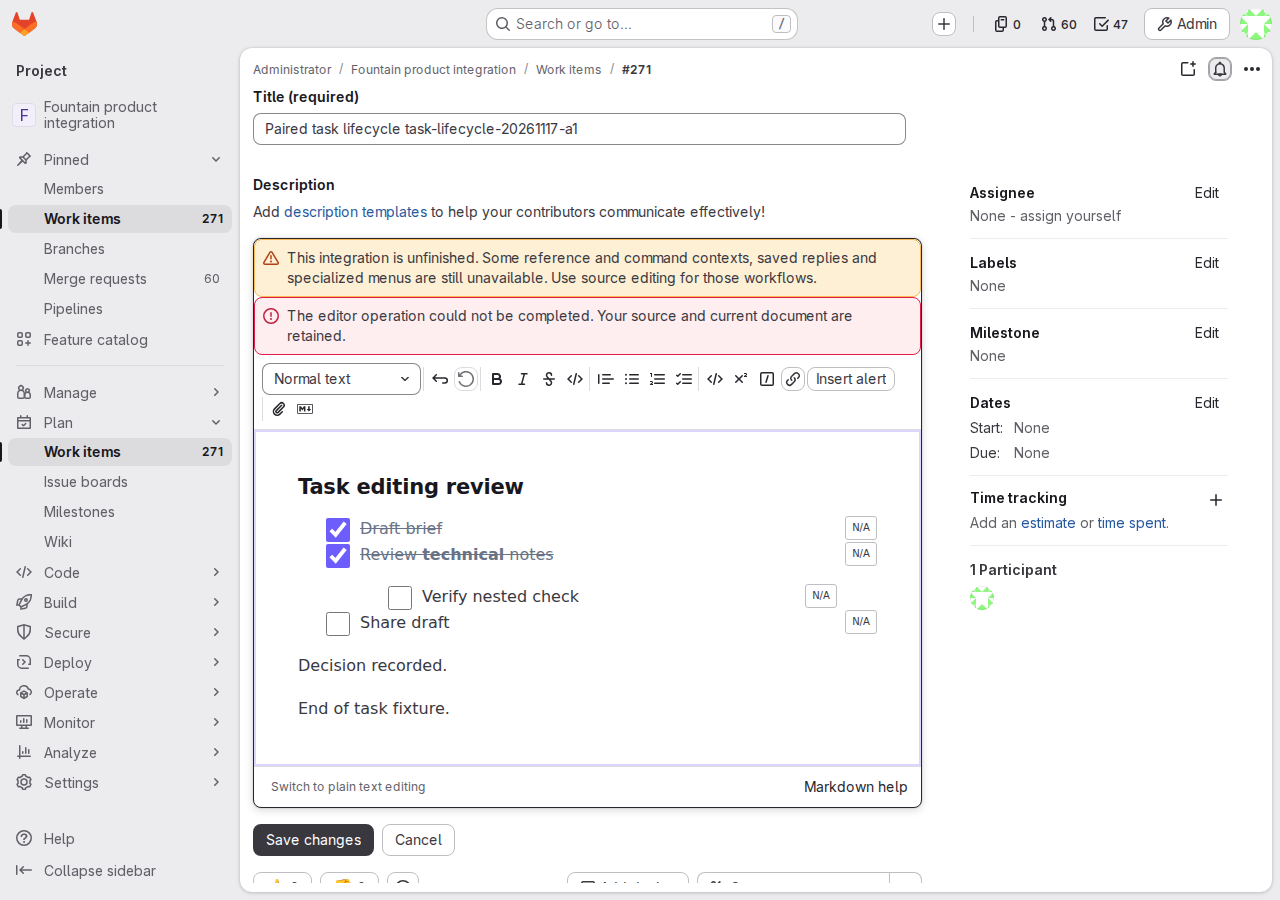 Search or go to...
/
0
60
47
Admin
Project
F
Fountain product integration
Pinned
Members
Work items 271
Branches
Merge requests 60
Pipelines
Feature catalog
Manage
Plan
Work items 271
Issue boards
Milestones
Wiki
Code
Build
Secure
Deploy
Operate
Monitor
Analyze
Settings
Help
Collapse sidebar
Administrator / Fountain product integration / Work items / #271
Title (required)
Paired task lifecycle task-lifecycle-20261117-a1
Description
Add description templates to help your contributors communicate effectively!
This integration is unfinished. Some reference and command contexts, saved replies and
specialized menus are still unavailable. Use source editing for those workflows.
The editor operation could not be completed. Your source and current document are
retained.
Normal text
Insert alert
Task editing review
Draft brief N/A
Review technical notes N/A
Verify nested check N/A
Share draft N/A
Decision recorded.
End of task fixture.
Switch to plain text editing
Markdown help
Save changes
Cancel
Assignee Edit
None - assign yourself
Labels Edit
None
Milestone Edit
None
Dates Edit
Start: None
Due: None
Time tracking
Add an estimate or time spent.
1 Participant